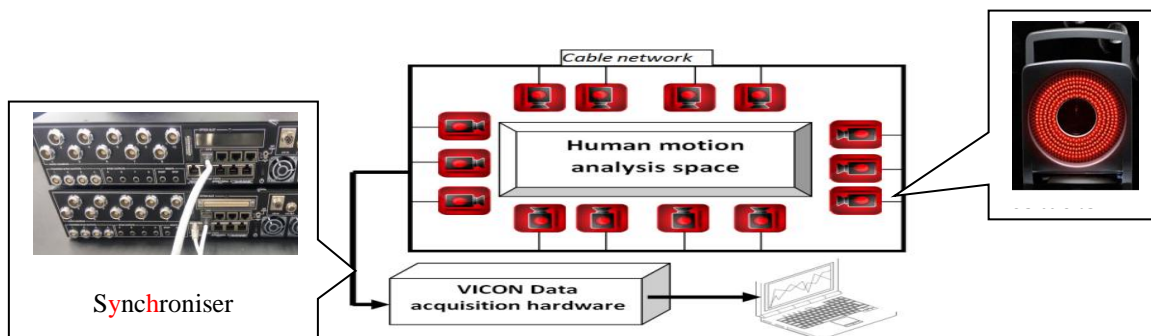 Cable network
Human motion
analysis space
VICON Data
acquisition hardware
Synchroniser